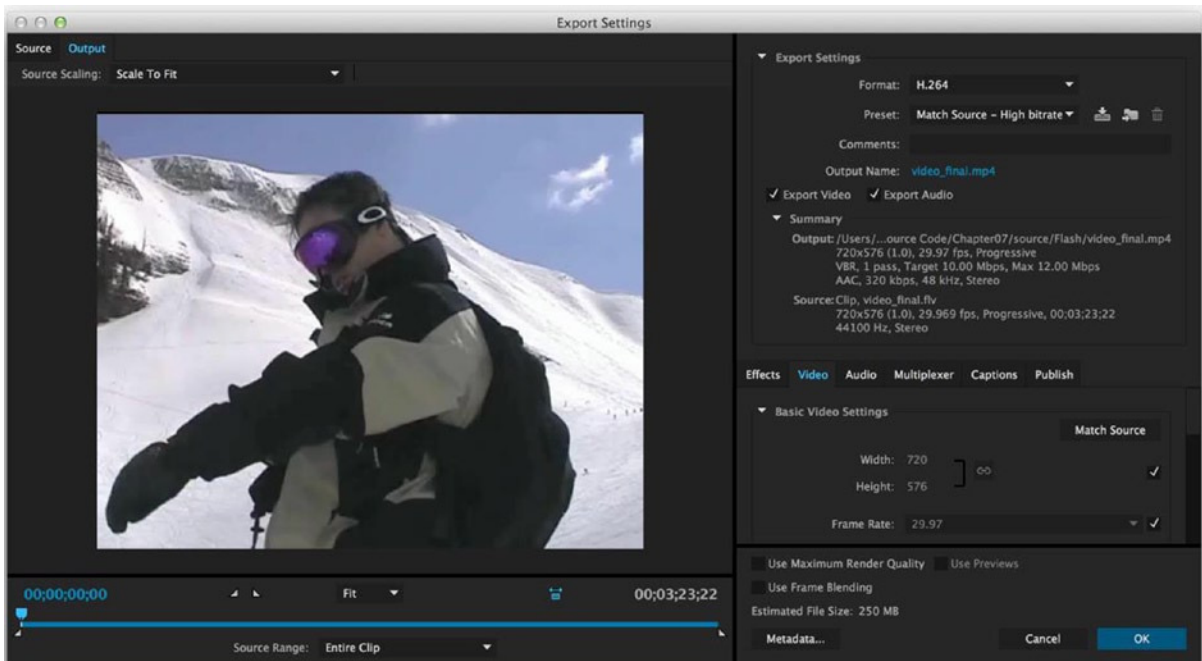 Export Settings
Source Output
Source Scaling: Scale To Fit
00;00;00;00
Fit
00;03;23;22
Source Range: Entire Clip
Export Settings
Format: H.264
Preset: Match Source – High bitrate
Comments:
Output Name: video_final.mp4
Export Video Export Audio
Summary
Output: /Users/...ource Code/Chapter07/source/Flash/video_final.mp4
720x576 (1.0), 29.97 fps, Progressive
VBR, 1 pass, Target 10.00 Mbps, Max 12.00 Mbps
AAC, 320 kbps, 48 kHz, Stereo
Source: Clip, video_final.flv
720x576 (1.0), 29.969 fps, Progressive, 00;03;23;22
44100 Hz, Stereo
Effects Video Audio Multiplexer Captions Publish
Basic Video Settings
Match Source
Width: 720
Height: 576
Frame Rate: 29.97
Use Maximum Render Quality Use Previews
Use Frame Blending
Estimated File Size: 250 MB
Metadata... Cancel OK